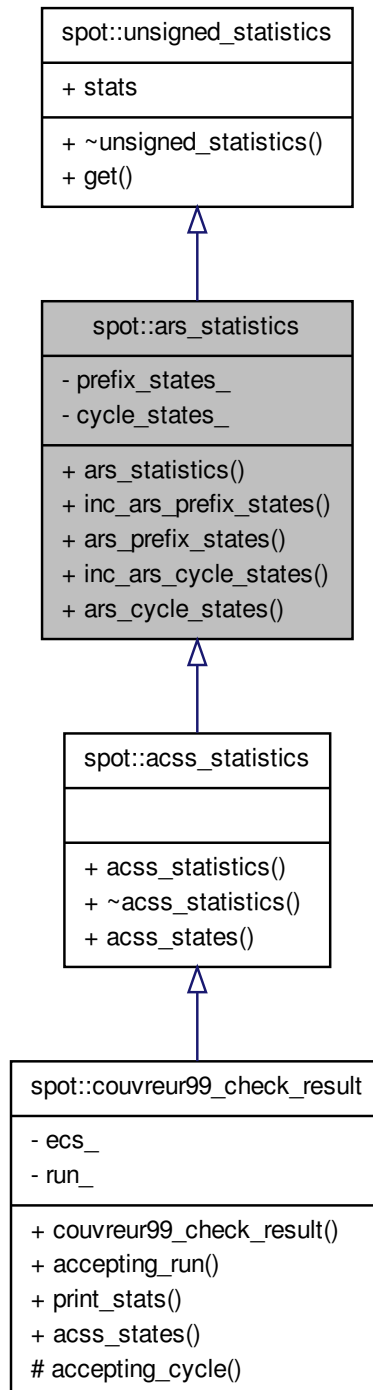 spot::unsigned_statistics
+ stats
+ ~unsigned_statistics()
+ get()
spot::ars_statistics
- prefix_states_
- cycle_states_
+ ars_statistics()
+ inc_ars_prefix_states()
+ ars_prefix_states()
+ inc_ars_cycle_states()
+ ars_cycle_states()
spot::acss_statistics
+ acss_statistics()
+ ~acss_statistics()
+ acss_states()
spot::couvreur99_check_result
- ecs_
- run_
+ couvreur99_check_result()
+ accepting_run()
+ print_stats()
+ acss_states()
# accepting_cycle()